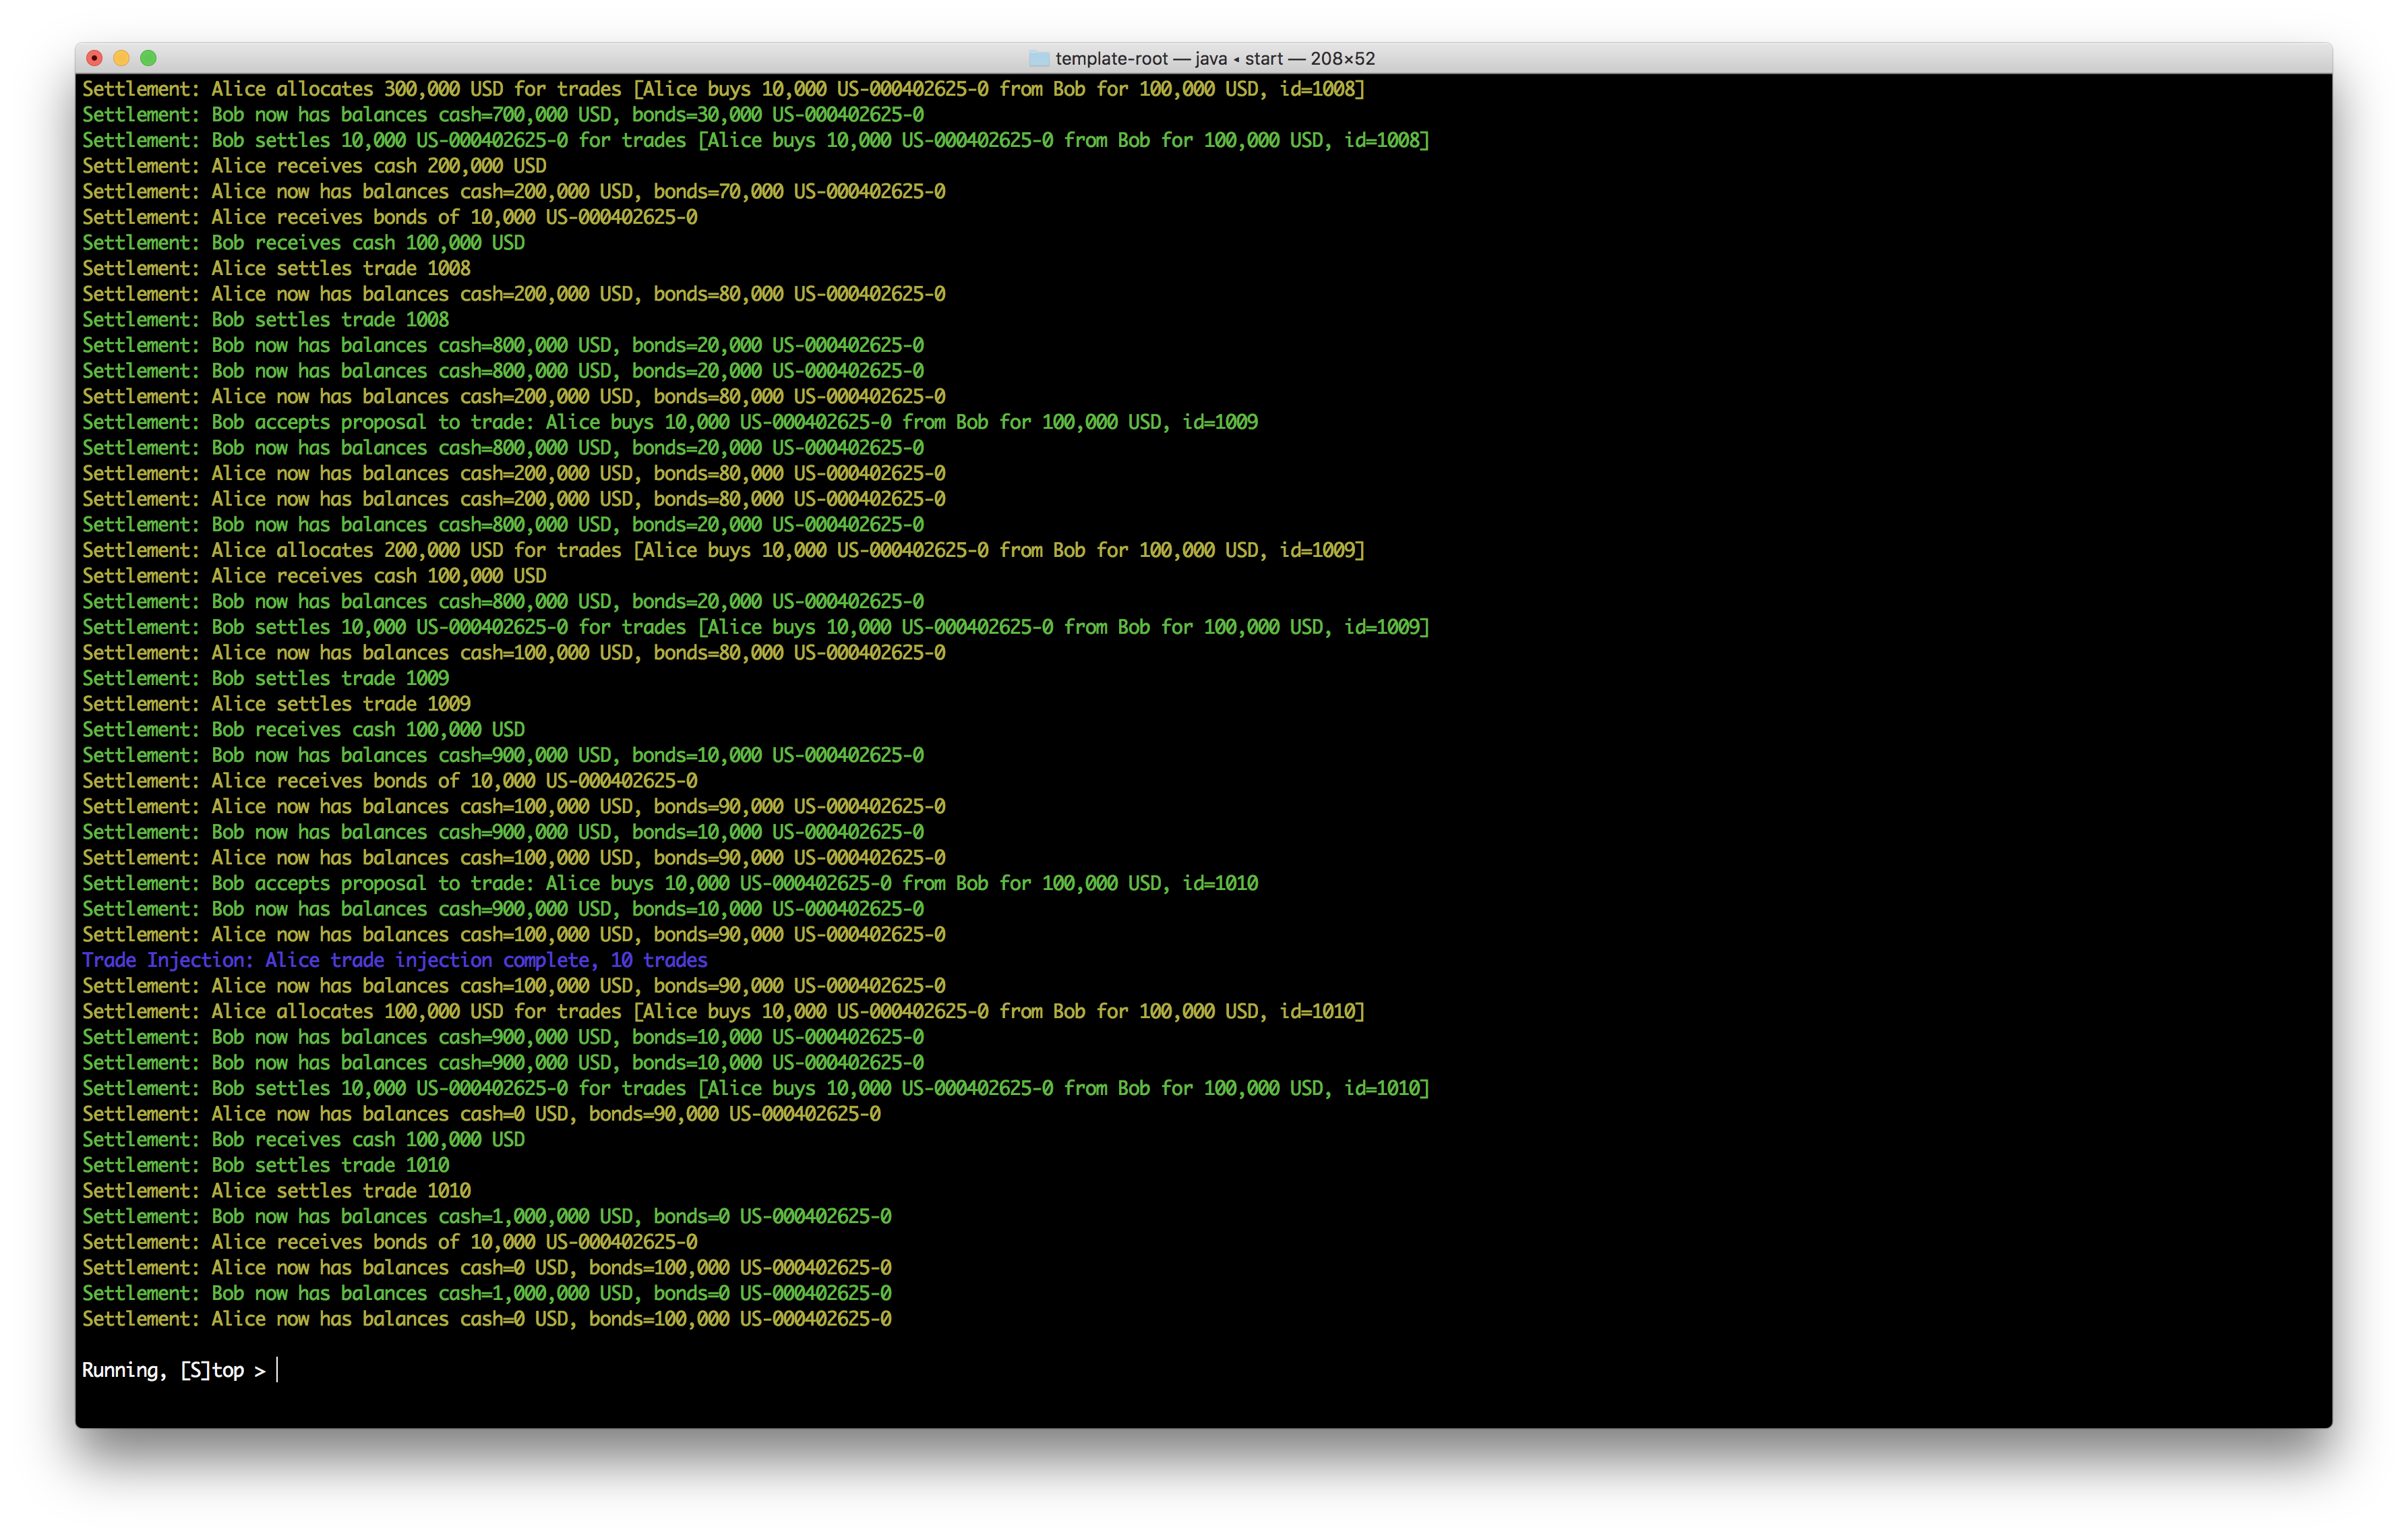 template-root — java ◂ start — 208×52
Settlement: Alice allocates 300,000 USD for trades [Alice buys 10,000 US-000402625-0 from Bob for 100,000 USD, id=1008]
Settlement: Bob now has balances cash=700,000 USD, bonds=30,000 US-000402625-0
Settlement: Bob settles 10,000 US-000402625-0 for trades [Alice buys 10,000 US-000402625-0 from Bob for 100,000 USD, id=1008]
Settlement: Alice receives cash 200,000 USD
Settlement: Alice now has balances cash=200,000 USD, bonds=70,000 US-000402625-0
Settlement: Alice receives bonds of 10,000 US-000402625-0
Settlement: Bob receives cash 100,000 USD
Settlement: Alice settles trade 1008
Settlement: Alice now has balances cash=200,000 USD, bonds=80,000 US-000402625-0
Settlement: Bob settles trade 1008
Settlement: Bob now has balances cash=800,000 USD, bonds=20,000 US-000402625-0
Settlement: Bob now has balances cash=800,000 USD, bonds=20,000 US-000402625-0
Settlement: Alice now has balances cash=200,000 USD, bonds=80,000 US-000402625-0
Settlement: Bob accepts proposal to trade: Alice buys 10,000 US-000402625-0 from Bob for 100,000 USD, id=1009
Settlement: Bob now has balances cash=800,000 USD, bonds=20,000 US-000402625-0
Settlement: Alice now has balances cash=200,000 USD, bonds=80,000 US-000402625-0
Settlement: Alice now has balances cash=200,000 USD, bonds=80,000 US-000402625-0
Settlement: Bob now has balances cash=800,000 USD, bonds=20,000 US-000402625-0
Settlement: Alice allocates 200,000 USD for trades [Alice buys 10,000 US-000402625-0 from Bob for 100,000 USD, id=1009]
Settlement: Alice receives cash 100,000 USD
Settlement: Bob now has balances cash=800,000 USD, bonds=20,000 US-000402625-0
Settlement: Bob settles 10,000 US-000402625-0 for trades [Alice buys 10,000 US-000402625-0 from Bob for 100,000 USD, id=1009]
Settlement: Alice now has balances cash=100,000 USD, bonds=80,000 US-000402625-0
Settlement: Bob settles trade 1009
Settlement: Alice settles trade 1009
Settlement: Bob receives cash 100,000 USD
Settlement: Bob now has balances cash=900,000 USD, bonds=10,000 US-000402625-0
Settlement: Alice receives bonds of 10,000 US-000402625-0
Settlement: Alice now has balances cash=100,000 USD, bonds=90,000 US-000402625-0
Settlement: Bob now has balances cash=900,000 USD, bonds=10,000 US-000402625-0
Settlement: Alice now has balances cash=100,000 USD, bonds=90,000 US-000402625-0
Settlement: Bob accepts proposal to trade: Alice buys 10,000 US-000402625-0 from Bob for 100,000 USD, id=1010
Settlement: Bob now has balances cash=900,000 USD, bonds=10,000 US-000402625-0
Settlement: Alice now has balances cash=100,000 USD, bonds=90,000 US-000402625-0
Trade Injection: Alice trade injection complete, 10 trades
Settlement: Alice now has balances cash=100,000 USD, bonds=90,000 US-000402625-0
Settlement: Alice allocates 100,000 USD for trades [Alice buys 10,000 US-000402625-0 from Bob for 100,000 USD, id=1010]
Settlement: Bob now has balances cash=900,000 USD, bonds=10,000 US-000402625-0
Settlement: Bob now has balances cash=900,000 USD, bonds=10,000 US-000402625-0
Settlement: Bob settles 10,000 US-000402625-0 for trades [Alice buys 10,000 US-000402625-0 from Bob for 100,000 USD, id=1010]
Settlement: Alice now has balances cash=0 USD, bonds=90,000 US-000402625-0
Settlement: Bob receives cash 100,000 USD
Settlement: Bob settles trade 1010
Settlement: Alice settles trade 1010
Settlement: Bob now has balances cash=1,000,000 USD, bonds=0 US-000402625-0
Settlement: Alice receives bonds of 10,000 US-000402625-0
Settlement: Alice now has balances cash=0 USD, bonds=100,000 US-000402625-0
Settlement: Bob now has balances cash=1,000,000 USD, bonds=0 US-000402625-0
Settlement: Alice now has balances cash=0 USD, bonds=100,000 US-000402625-0
Running, [S]top >